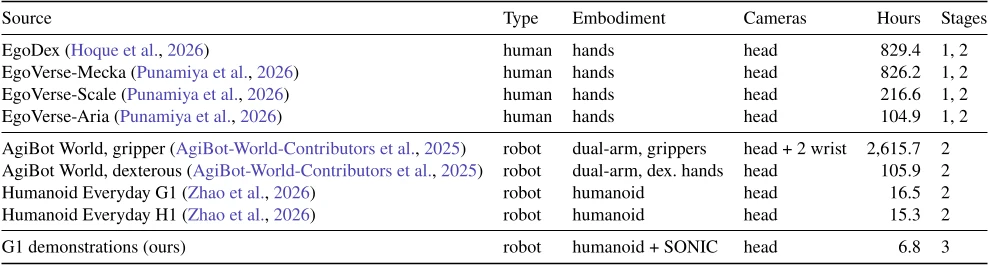 Source Type Embodiment Cameras Hours Stages
EgoDex (Hoque et al., 2026) human hands head 829.4 1, 2
EgoVerse-Mecka (Punamiya et al., 2026) human hands head 826.2 1, 2
EgoVerse-Scale (Punamiya et al., 2026) human hands head 216.6 1, 2
EgoVerse-Aria (Punamiya et al., 2026) human hands head 104.9 1, 2
AgiBot World, gripper (AgiBot-World-Contributors et al., 2025) robot dual-arm, grippers head + 2 wrist 2,615.7 2
AgiBot World, dexterous (AgiBot-World-Contributors et al., 2025) robot dual-arm, dex. hands head 105.9 2
Humanoid Everyday G1 (Zhao et al., 2026) robot humanoid head 16.5 2
Humanoid Everyday H1 (Zhao et al., 2026) robot humanoid head 15.3 2
G1 demonstrations (ours) robot humanoid + SONIC head 6.8 3